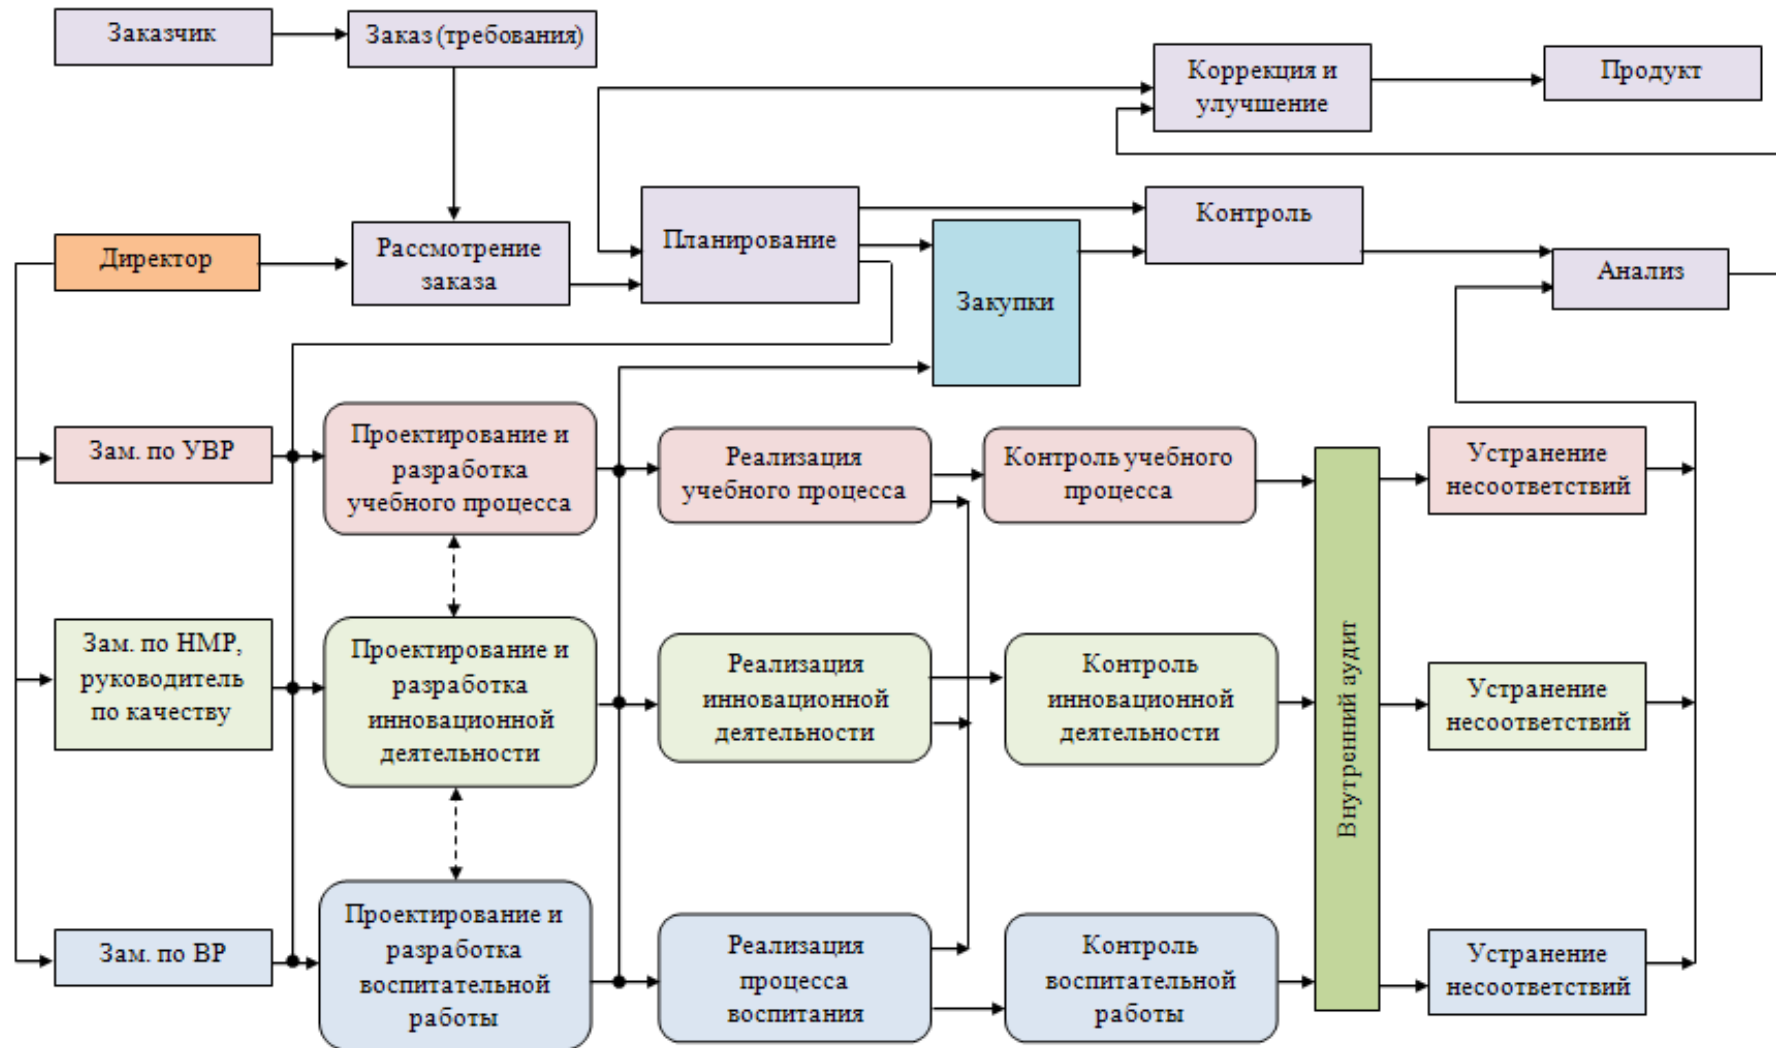 Заказчик
Заказ (требования)
Коррекция и
улучшение
Продукт
Директор
Рассмотрение
заказа
Планирование
Закупки
Контроль
Анализ
Зам. по УВР
Проектирование и
разработка
учебного процесса
Реализация
учебного процесса
Контроль учебного
процесса
Внутренний аудит
Устранение
несоответствий
Зам. по НМР,
руководитель
по качеству
Проектирование и
разработка
инновационной
деятельности
Реализация
инновационной
деятельности
Контроль
инновационной
деятельности
Устранение
несоответствий
Зам. по ВР
Проектирование и
разработка
воспитательной
работы
Реализация
процесса
воспитания
Контроль
воспитательной
работы
Устранение
несоответствий